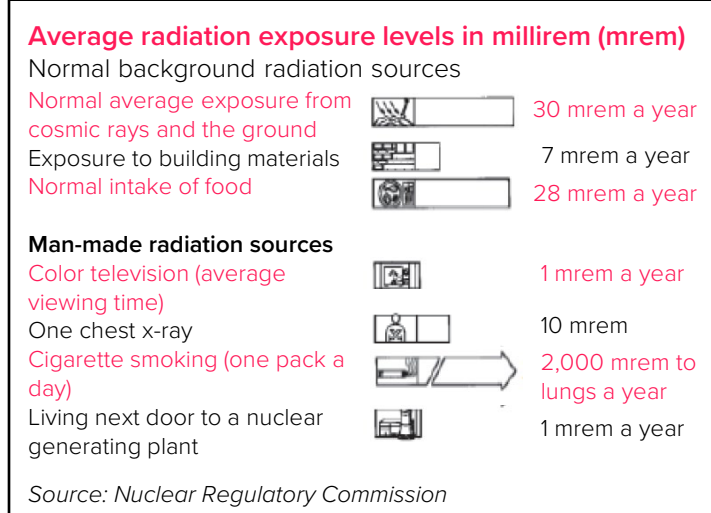 Average radiation exposure levels in millirem (mrem)
Normal background radiation sources
Normal average exposure from
cosmic rays and the ground
30 mrem a year
Exposure to building materials
7 mrem a year
Normal intake of food
28 mrem a year
Man-made radiation sources
Color television (average
viewing time)
1 mrem a year
One chest x-ray
10 mrem
Cigarette smoking (one pack a
day)
2,000 mrem to
lungs a year
Living next door to a nuclear
generating plant
1 mrem a year
Source: Nuclear Regulatory Commission